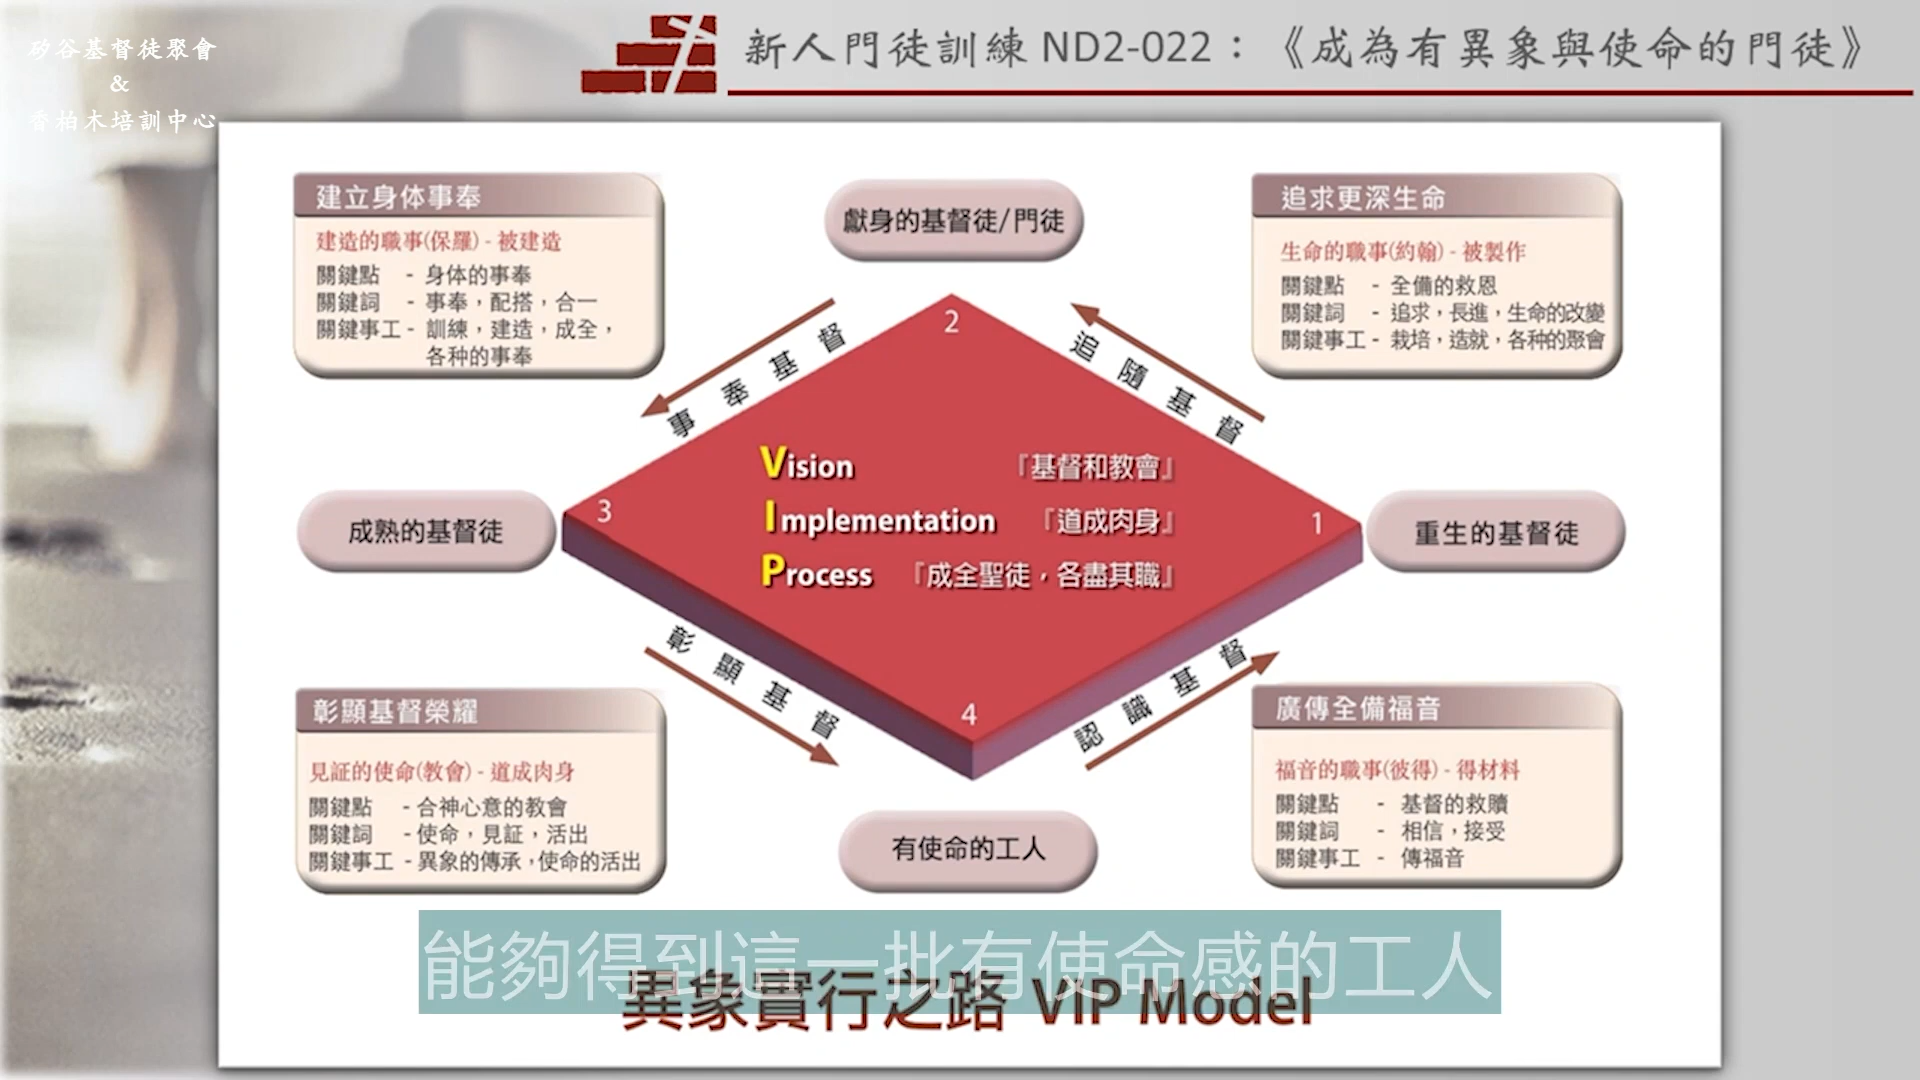 矽谷基督徒聚會
&
香柏木培訓中心
新人門徒訓練 ND2-022：《成為有異象與使命的門徒》
建立身体事奉
建造的職事(保羅) - 被建造
關鍵點 - 身体的事奉
關鍵詞 - 事奉，配搭，合一
關鍵事工 - 訓練，建造，成全，
各种的事奉
獻身的基督徒/門徒
追求更深生命
生命的職事(約翰) - 被製作
關鍵點 - 全備的救恩
關鍵詞 - 追求，長進，生命的改變
關鍵事工 - 栽培，造就，各种的聚會
2
事奉基督
追隨基督
成熟的基督徒
3
Vision 『基督和教會』
Implementation 『道成肉身』
Process 『成全聖徒，各盡其職』
1
重生的基督徒
彰顯基督
認識基督
4
彰顯基督榮耀
見証的使命(教會) - 道成肉身
關鍵點 - 合神心意的教會
關鍵詞 - 使命，見証，活出
關鍵事工 - 異象的傳承，使命的活出
有使命的工人
廣傳全備福音
福音的職事(彼得) - 得材料
關鍵點 - 基督的救贖
關鍵詞 - 相信，接受
關鍵事工 - 傳福音
能夠得到這一批有使命感的工人
異象實行之路 VIP Model